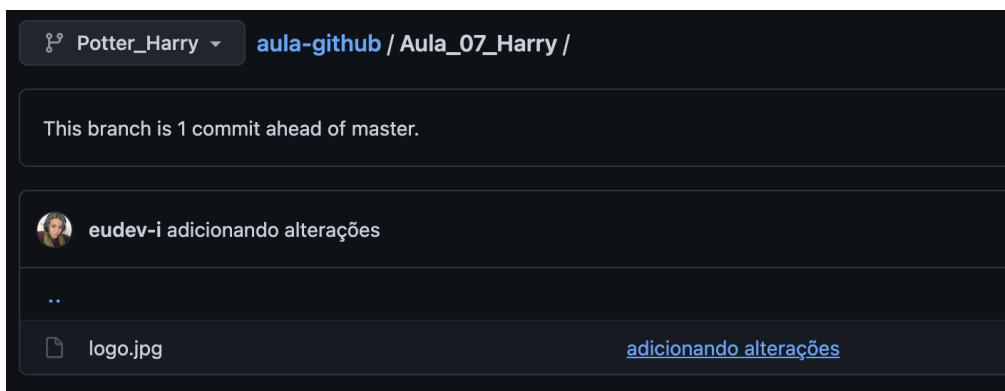 Potter_Harry aula-github / Aula_07_Harry /
This branch is 1 commit ahead of master.
eudev-i adicionando alterações
..
logo.jpg adicionando alterações